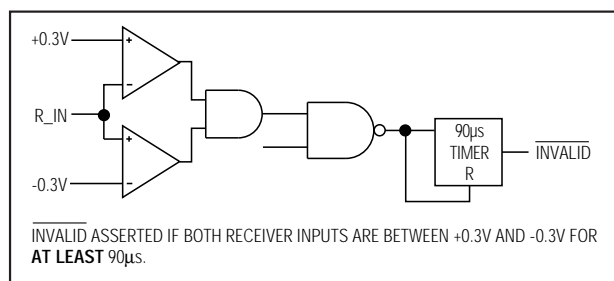 +0.3V
R_IN
-0.3V
+
-
+
-
90μs
TIMER
R
INVALID
INVALID ASSERTED IF BOTH RECEIVER INPUTS ARE BETWEEN +0.3V AND -0.3V FOR
AT LEAST 90μs.